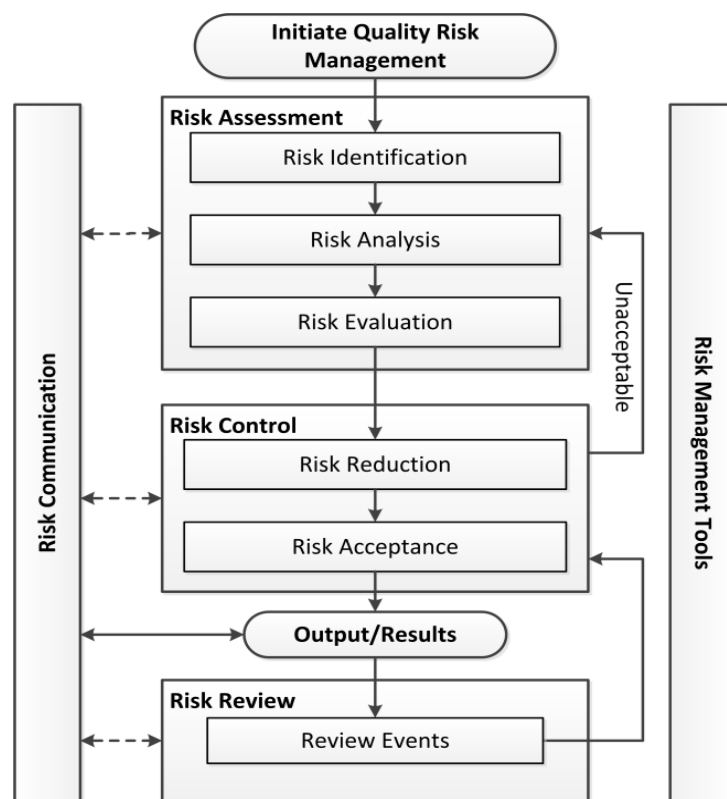 Initiate Quality Risk
Management
Risk Assessment
Risk Identification
Risk Analysis
Risk Evaluation
Unacceptable
Risk Control
Risk Reduction
Risk Acceptance
Output/Results
Risk Review
Review Events
Risk Communication
Risk Management Tools